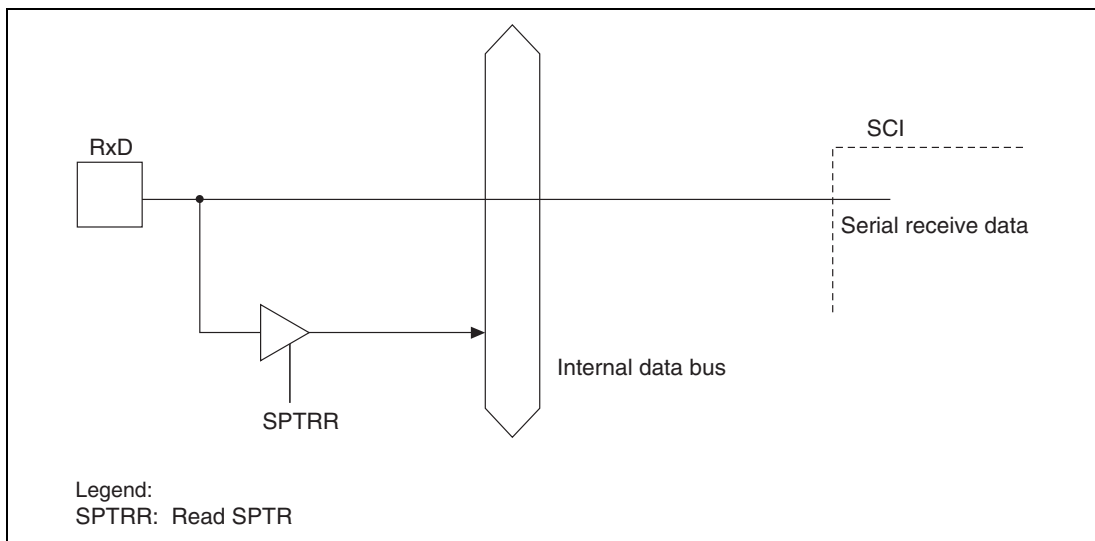 RxD
SCI
Serial receive data
Internal data bus
SPTRR
Legend:
SPTRR: Read SPTR